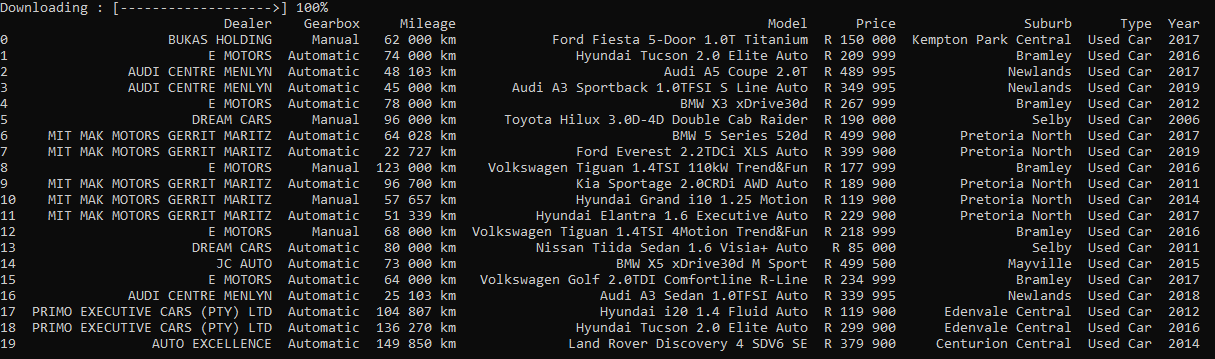 Downloading : [------------------->] 100%
Dealer Gearbox Mileage Model Price Suburb Type Year
0 BUKAS HOLDING Manual 62 000 km Ford Fiesta 5-Door 1.0T Titanium R 150 000 Kempton Park Central Used Car 2017
1 E MOTORS Automatic 74 000 km Hyundai Tucson 2.0 Elite Auto R 209 999 Bramley Used Car 2016
2 AUDI CENTRE MENLYN Automatic 48 103 km Audi A5 Coupe 2.0T R 489 995 Newlands Used Car 2017
3 AUDI CENTRE MENLYN Automatic 45 000 km Audi A3 Sportback 1.0TFSI S Line Auto R 349 995 Newlands Used Car 2019
4 E MOTORS Automatic 78 000 km BMW X3 xDrive30d R 267 999 Bramley Used Car 2012
5 DREAM CARS Manual 96 000 km Toyota Hilux 3.0D-4D Double Cab Raider R 190 000 Selby Used Car 2006
6 MIT MAK MOTORS GERRIT MARITZ Automatic 64 028 km BMW 5 Series 520d R 499 900 Pretoria North Used Car 2017
7 MIT MAK MOTORS GERRIT MARITZ Automatic 22 727 km Ford Everest 2.2TDCi XLS Auto R 399 900 Pretoria North Used Car 2019
8 E MOTORS Manual 123 000 km Volkswagen Tiguan 1.4TSI 110kW Trend&Fun R 177 999 Bramley Used Car 2016
9 MIT MAK MOTORS GERRIT MARITZ Automatic 96 700 km Kia Sportage 2.0CRDi AWD Auto R 189 900 Pretoria North Used Car 2011
10 MIT MAK MOTORS GERRIT MARITZ Manual 57 657 km Hyundai Grand i10 1.25 Motion R 119 900 Pretoria North Used Car 2014
11 MIT MAK MOTORS GERRIT MARITZ Automatic 51 339 km Hyundai Elantra 1.6 Executive Auto R 229 900 Pretoria North Used Car 2017
12 E MOTORS Manual 68 000 km Volkswagen Tiguan 1.4TSI 4Motion Trend&Fun R 218 999 Bramley Used Car 2016
13 DREAM CARS Automatic 80 000 km Nissan Tiida Sedan 1.6 Visia+ Auto R 85 000 Selby Used Car 2011
14 JC AUTO Automatic 73 000 km BMW X5 xDrive30d M Sport R 499 500 Mayville Used Car 2015
15 E MOTORS Automatic 64 000 km Volkswagen Golf 2.0TDI Comfortline R-Line R 234 999 Bramley Used Car 2017
16 AUDI CENTRE MENLYN Automatic 25 103 km Audi A3 Sedan 1.0TFSI Auto R 339 995 Newlands Used Car 2018
17 PRIMO EXECUTIVE CARS (PTY) LTD Automatic 104 807 km Hyundai i20 1.4 Fluid Auto R 119 900 Edenvale Central Used Car 2012
18 PRIMO EXECUTIVE CARS (PTY) LTD Automatic 136 270 km Hyundai Tucson 2.0 Elite Auto R 299 900 Edenvale Central Used Car 2016
19 AUTO EXCELLENCE Automatic 149 850 km Land Rover Discovery 4 SDV6 SE R 379 900 Centurion Central Used Car 2014